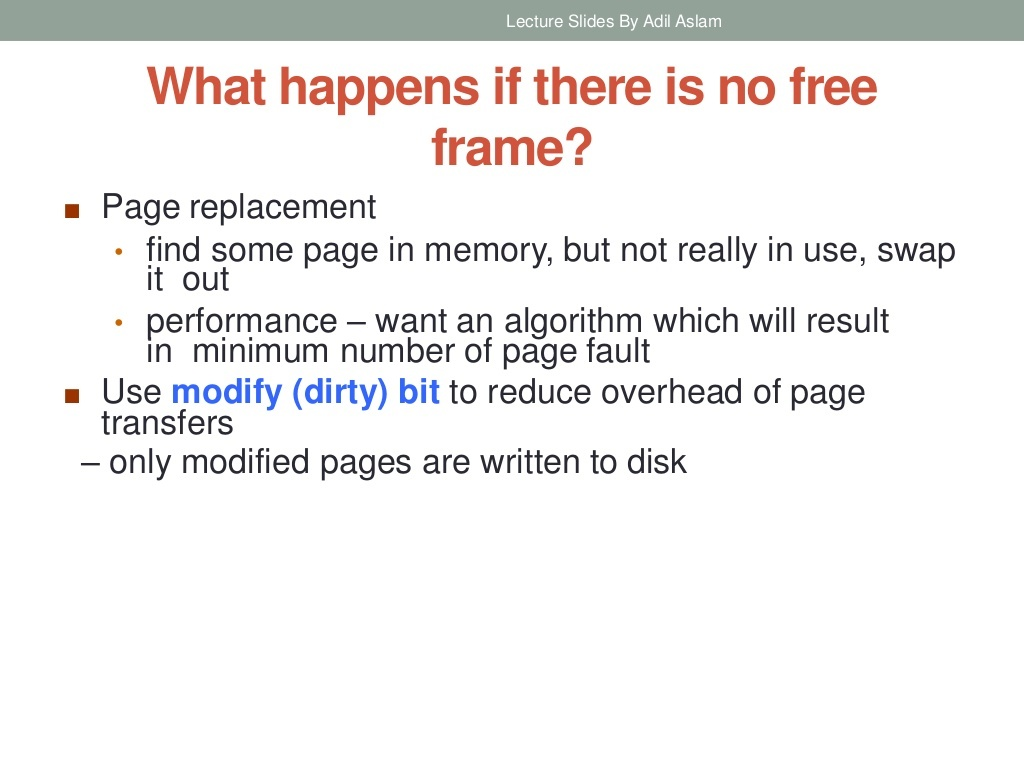 Lecture Slides By Adil Aslam
What happens if there is no free
frame?
■ Page replacement
• find some page in memory, but not really in use, swap
it out
• performance – want an algorithm which will result
in minimum number of page fault
■ Use modify (dirty) bit to reduce overhead of page
transfers
– only modified pages are written to disk